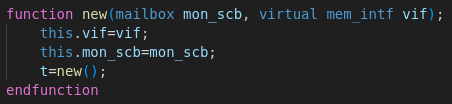 function new(mailbox mon_scb, virtual mem_intf vif);
    this.vif=vif;
    this.mon_scb=mon_scb;
    t=new();
endfunction